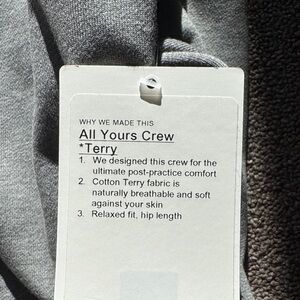 WHY WE MADE THIS
All Yours Crew
*Terry
1. We designed this crew for the
ultimate post-practice comfort
2. Cotton Terry fabric is
naturally breathable and soft
against your skin
3. Relaxed fit, hip length